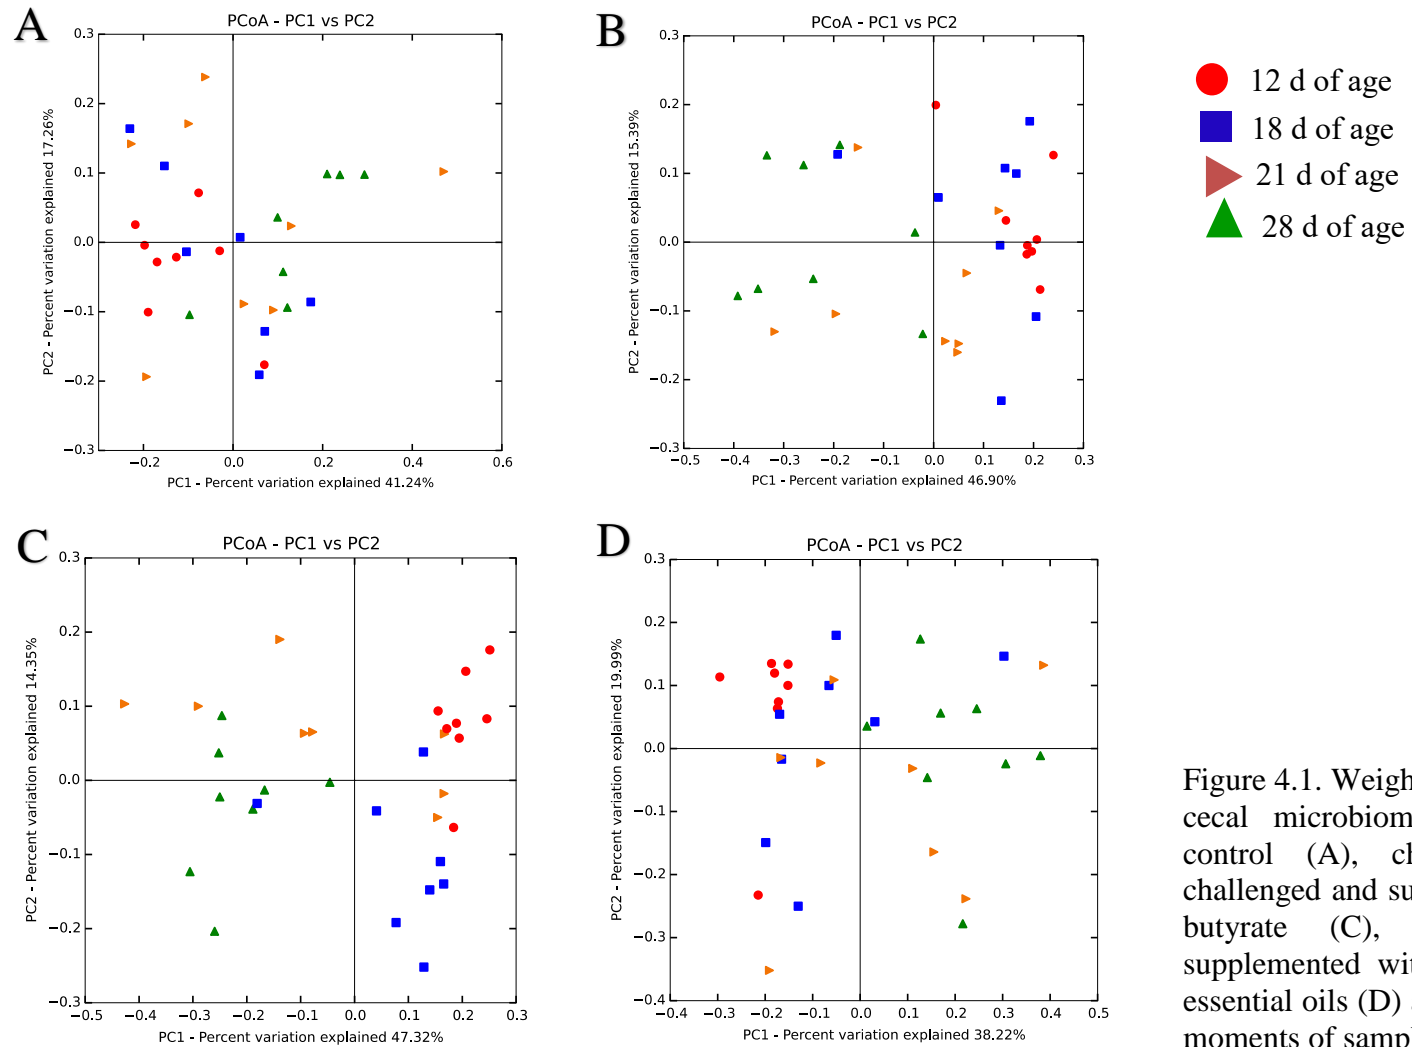 A
PCoA - PC1 vs PC2
0.3
0.2
0.1
0.0
−0.1
−0.2
−0.3
−0.2
0.0
0.2
0.4
0.6
PC2 - Percent variation explained 17.26%
PC1 - Percent variation explained 41.24%
B
PCoA - PC1 vs PC2
0.3
0.2
0.1
0.0
−0.1
−0.2
−0.3
−0.5
−0.4
−0.3
−0.2
−0.1
0.0
0.1
0.2
0.3
PC2 - Percent variation explained 15.39%
PC1 - Percent variation explained 46.90%
12 d of age
18 d of age
21 d of age
28 d of age
C
PCoA - PC1 vs PC2
0.3
0.2
0.1
0.0
−0.1
−0.2
−0.3
−0.5
−0.4
−0.3
−0.2
−0.1
0.0
0.1
0.2
0.3
PC2 - Percent variation explained 14.35%
PC1 - Percent variation explained 47.32%
D
PCoA - PC1 vs PC2
0.3
0.2
0.1
0.0
−0.1
−0.2
−0.3
−0.4
−0.4
−0.3
−0.2
−0.1
0.0
0.1
0.2
0.3
0.4
0.5
PC2 - Percent variation explained 19.99%
PC1 - Percent variation explained 38.22%
Figure 4.1. Weigh
cecal microbiom
control (A), ch
challenged and su
butyrate (C),
supplemented wit
essential oils (D)
moments of samp